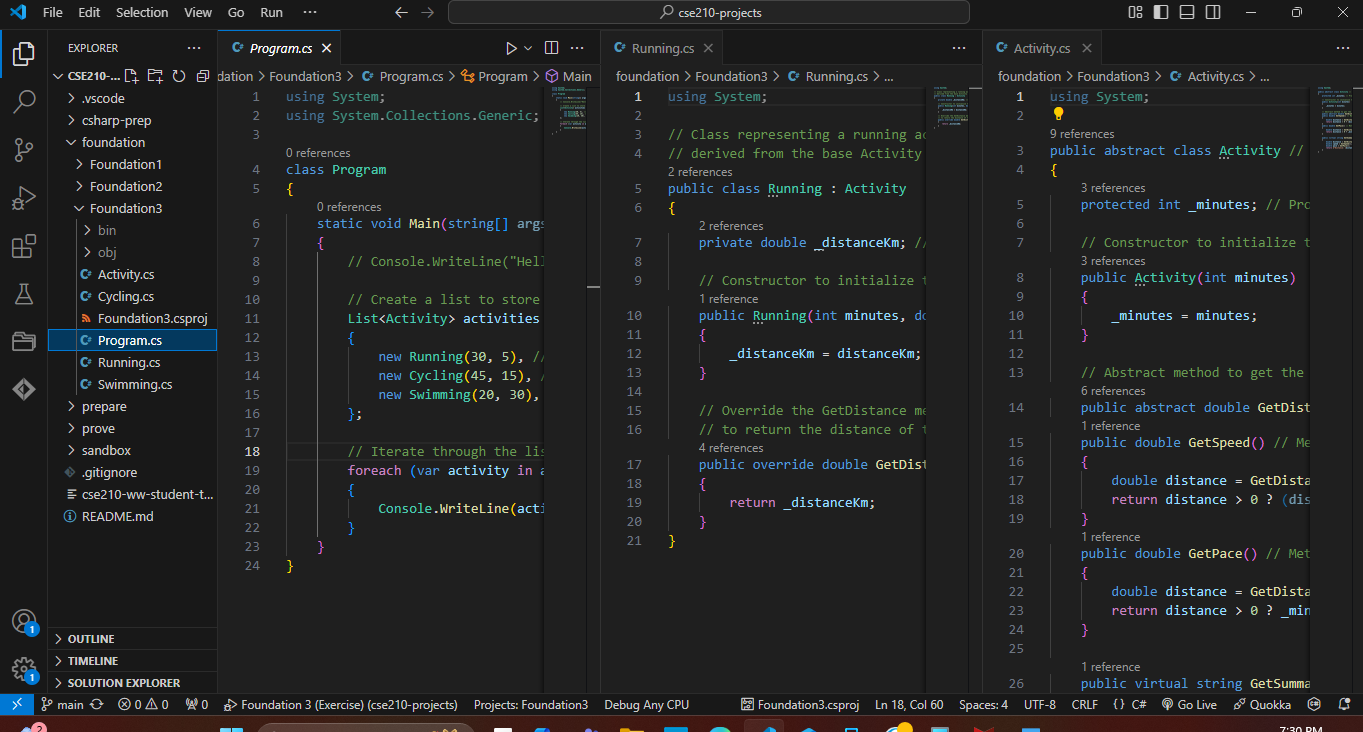 File Edit Selection View Go Run ··· cse210-projects
EXPLORER ···
CSE210-...
.vscode
csharp-prep
foundation
Foundation1
Foundation2
Foundation3
bin
obj
Activity.cs
Cycling.cs
Foundation3.csproj
Program.cs
Running.cs
Swimming.cs
prepare
prove
sandbox
.gitignore
cse210-ww-student-t...
README.md
OUTLINE
TIMELINE
SOLUTION EXPLORER
1
1
Program.cs
dation > Foundation3 > Program.cs > Program > Main
1 using System;
2 using System.Collections.Generic;
3
0 references
4 class Program
5 {
0 references
6 static void Main(string[] args
7 {
8 // Console.WriteLine("Hell
9
10 // Create a list to store
11 List<Activity> activities
12 {
13 new Running(30, 5), //
14 new Cycling(45, 15), /
15 new Swimming(20, 30),
16 };
17
18 // Iterate through the lis
19 foreach (var activity in a
20 {
21 Console.WriteLine(acti
22 }
23 }
24 }
Running.cs
foundation > Foundation3 > Running.cs > ...
1 using System;
2
3 // Class representing a running ac
4 // derived from the base Activity
2 references
5 public class Running : Activity
6 {
2 references
7 private double _distanceKm; //
8
9 // Constructor to initialize t
1 reference
10 public Running(int minutes, do
11 {
12 _distanceKm = distanceKm;
13 }
14
15 // Override the GetDistance me
16 // to return the distance of t
4 references
17 public override double GetDist
18 {
19 return _distanceKm;
20 }
21 }
Activity.cs
foundation > Foundation3 > Activity.cs > ...
1 using System;
2
9 references
3 public abstract class Activity //
4 {
3 references
5 protected int _minutes; // Pro
6
7 // Constructor to initialize t
3 references
8 public Activity(int minutes)
9 {
10 _minutes = minutes;
11 }
12
13 // Abstract method to get the
6 references
14 public abstract double GetDist
1 reference
15 public double GetSpeed() // Me
16 {
17 double distance = GetDista
18 return distance > 0 ? (dis
19 }
1 reference
20 public double GetPace() // Met
21 {
22 double distance = GetDista
23 return distance > 0 ? _min
24 }
25
1 reference
26 public virtual string GetSumma
main 0 0 0 Foundation 3 (Exercise) (cse210-projects) Projects: Foundation3 Debug Any CPU Foundation3.csproj Ln 18, Col 60 Spaces: 4 UTF-8 CRLF { } C# Go Live Quokka
2
7:30 PM